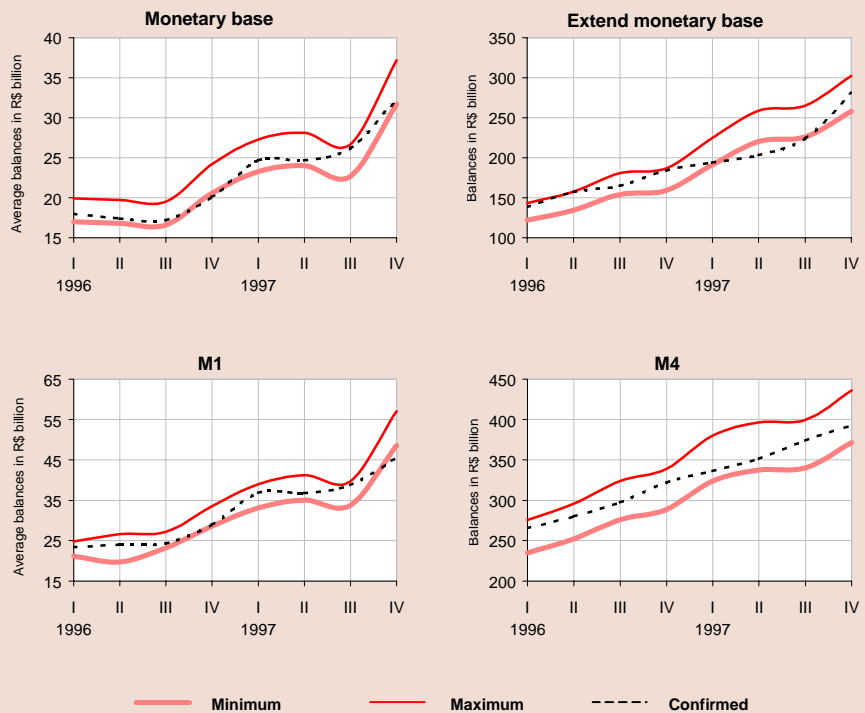 Monetary base
Average balances in R$ billion
40
35
30
25
20
15
I II III IV I II III IV
1996 1997
Extend monetary base
Balances in R$ billion
350
300
250
200
150
100
I II III IV I II III IV
1996 1997
M1
Average balances in R$ billion
65
55
45
35
25
15
I II III IV I II III IV
1996 1997
M4
Balances in R$ billion
450
400
350
300
250
200
I II III IV I II III IV
1996 1997
Minimum Maximum Confirmed